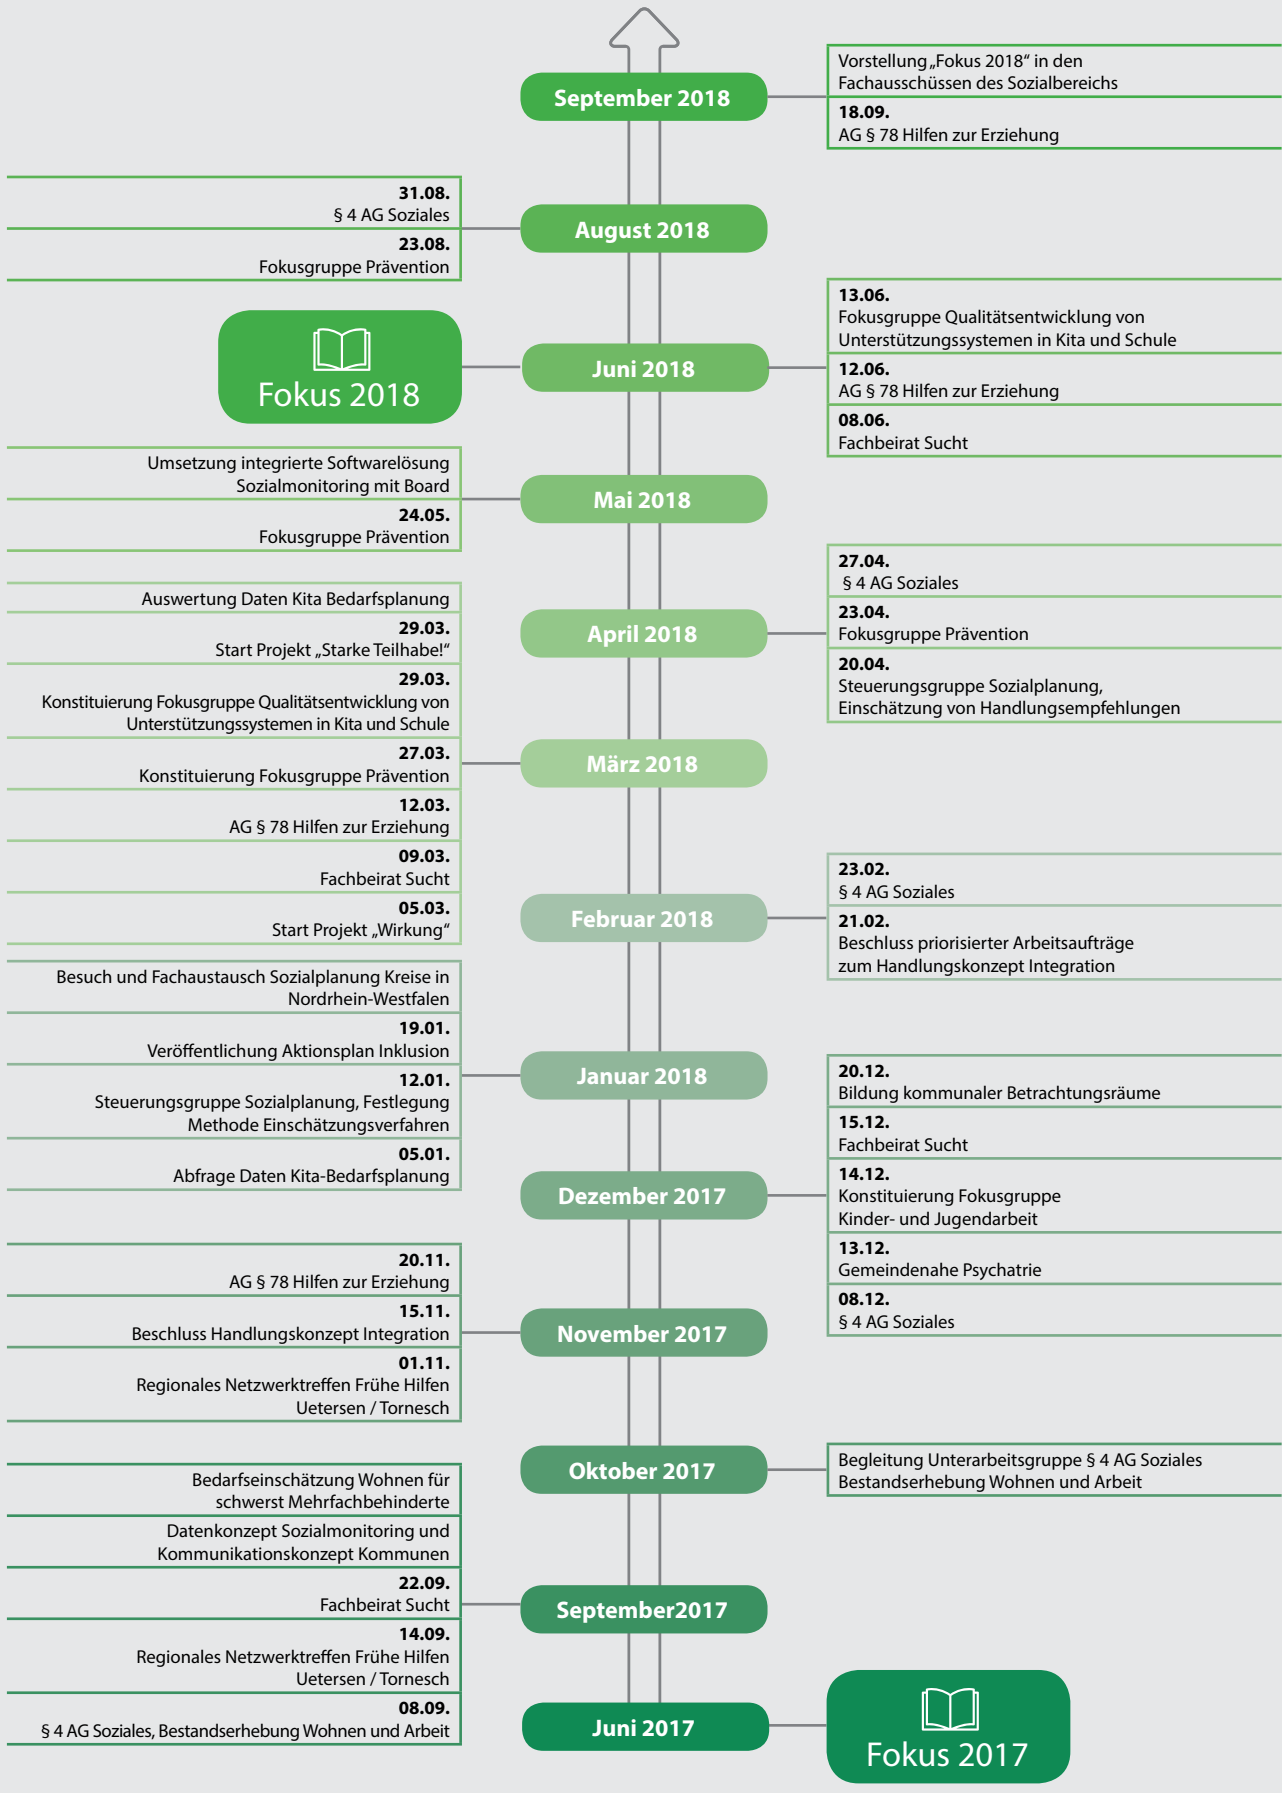 September 2018
Vorstellung „Fokus 2018“ in den
Fachausschüssen des Sozialbereichs
18.09.
AG § 78 Hilfen zur Erziehung
31.08.
§ 4 AG Soziales
23.08.
Fokusgruppe Prävention
August 2018
Fokus 2018
Juni 2018
13.06.
Fokusgruppe Qualitätsentwicklung von
Unterstützungssystemen in Kita und Schule
12.06.
AG § 78 Hilfen zur Erziehung
08.06.
Fachbeirat Sucht
Umsetzung integrierte Softwarelösung
Sozialmonitoring mit Board
24.05.
Fokusgruppe Prävention
Mai 2018
April 2018
27.04.
§ 4 AG Soziales
23.04.
Fokusgruppe Prävention
20.04.
Steuerungsgruppe Sozialplanung,
Einschätzung von Handlungsempfehlungen
Auswertung Daten Kita Bedarfsplanung
29.03.
Start Projekt „Starke Teilhabe!“
29.03.
Konstituierung Fokusgruppe Qualitätsentwicklung von
Unterstützungssystemen in Kita und Schule
27.03.
Konstituierung Fokusgruppe Prävention
12.03.
AG § 78 Hilfen zur Erziehung
09.03.
Fachbeirat Sucht
05.03.
Start Projekt „Wirkung“
März 2018
Februar 2018
23.02.
§ 4 AG Soziales
21.02.
Beschluss priorisierter Arbeitsaufträge
zum Handlungskonzept Integration
Besuch und Fachaustausch Sozialplanung Kreise in
Nordrhein-Westfalen
19.01.
Veröffentlichung Aktionsplan Inklusion
12.01.
Steuerungsgruppe Sozialplanung, Festlegung
Methode Einschätzungsverfahren
05.01.
Abfrage Daten Kita-Bedarfsplanung
Januar 2018
Dezember 2017
20.12.
Bildung kommunaler Betrachtungsräume
15.12.
Fachbeirat Sucht
14.12.
Konstituierung Fokusgruppe
Kinder- und Jugendarbeit
13.12.
Gemeindenahe Psychatrie
08.12.
§ 4 AG Soziales
20.11.
AG § 78 Hilfen zur Erziehung
15.11.
Beschluss Handlungskonzept Integration
01.11.
Regionales Netzwerktreffen Frühe Hilfen
Uetersen / Tornesch
November 2017
Oktober 2017
Begleitung Unterarbeitsgruppe § 4 AG Soziales
Bestandserhebung Wohnen und Arbeit
Bedarfseinschätzung Wohnen für
schwerst Mehrfachbehinderte
Datenkonzept Sozialmonitoring und
Kommunikationskonzept Kommunen
22.09.
Fachbeirat Sucht
14.09.
Regionales Netzwerktreffen Frühe Hilfen
Uetersen / Tornesch
08.09.
§ 4 AG Soziales, Bestandserhebung Wohnen und Arbeit
September2017
Juni 2017
Fokus 2017